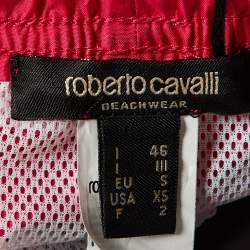 roberto cavalli
BEACHWEAR
I 46
I III
EU S
USA XS
F 2